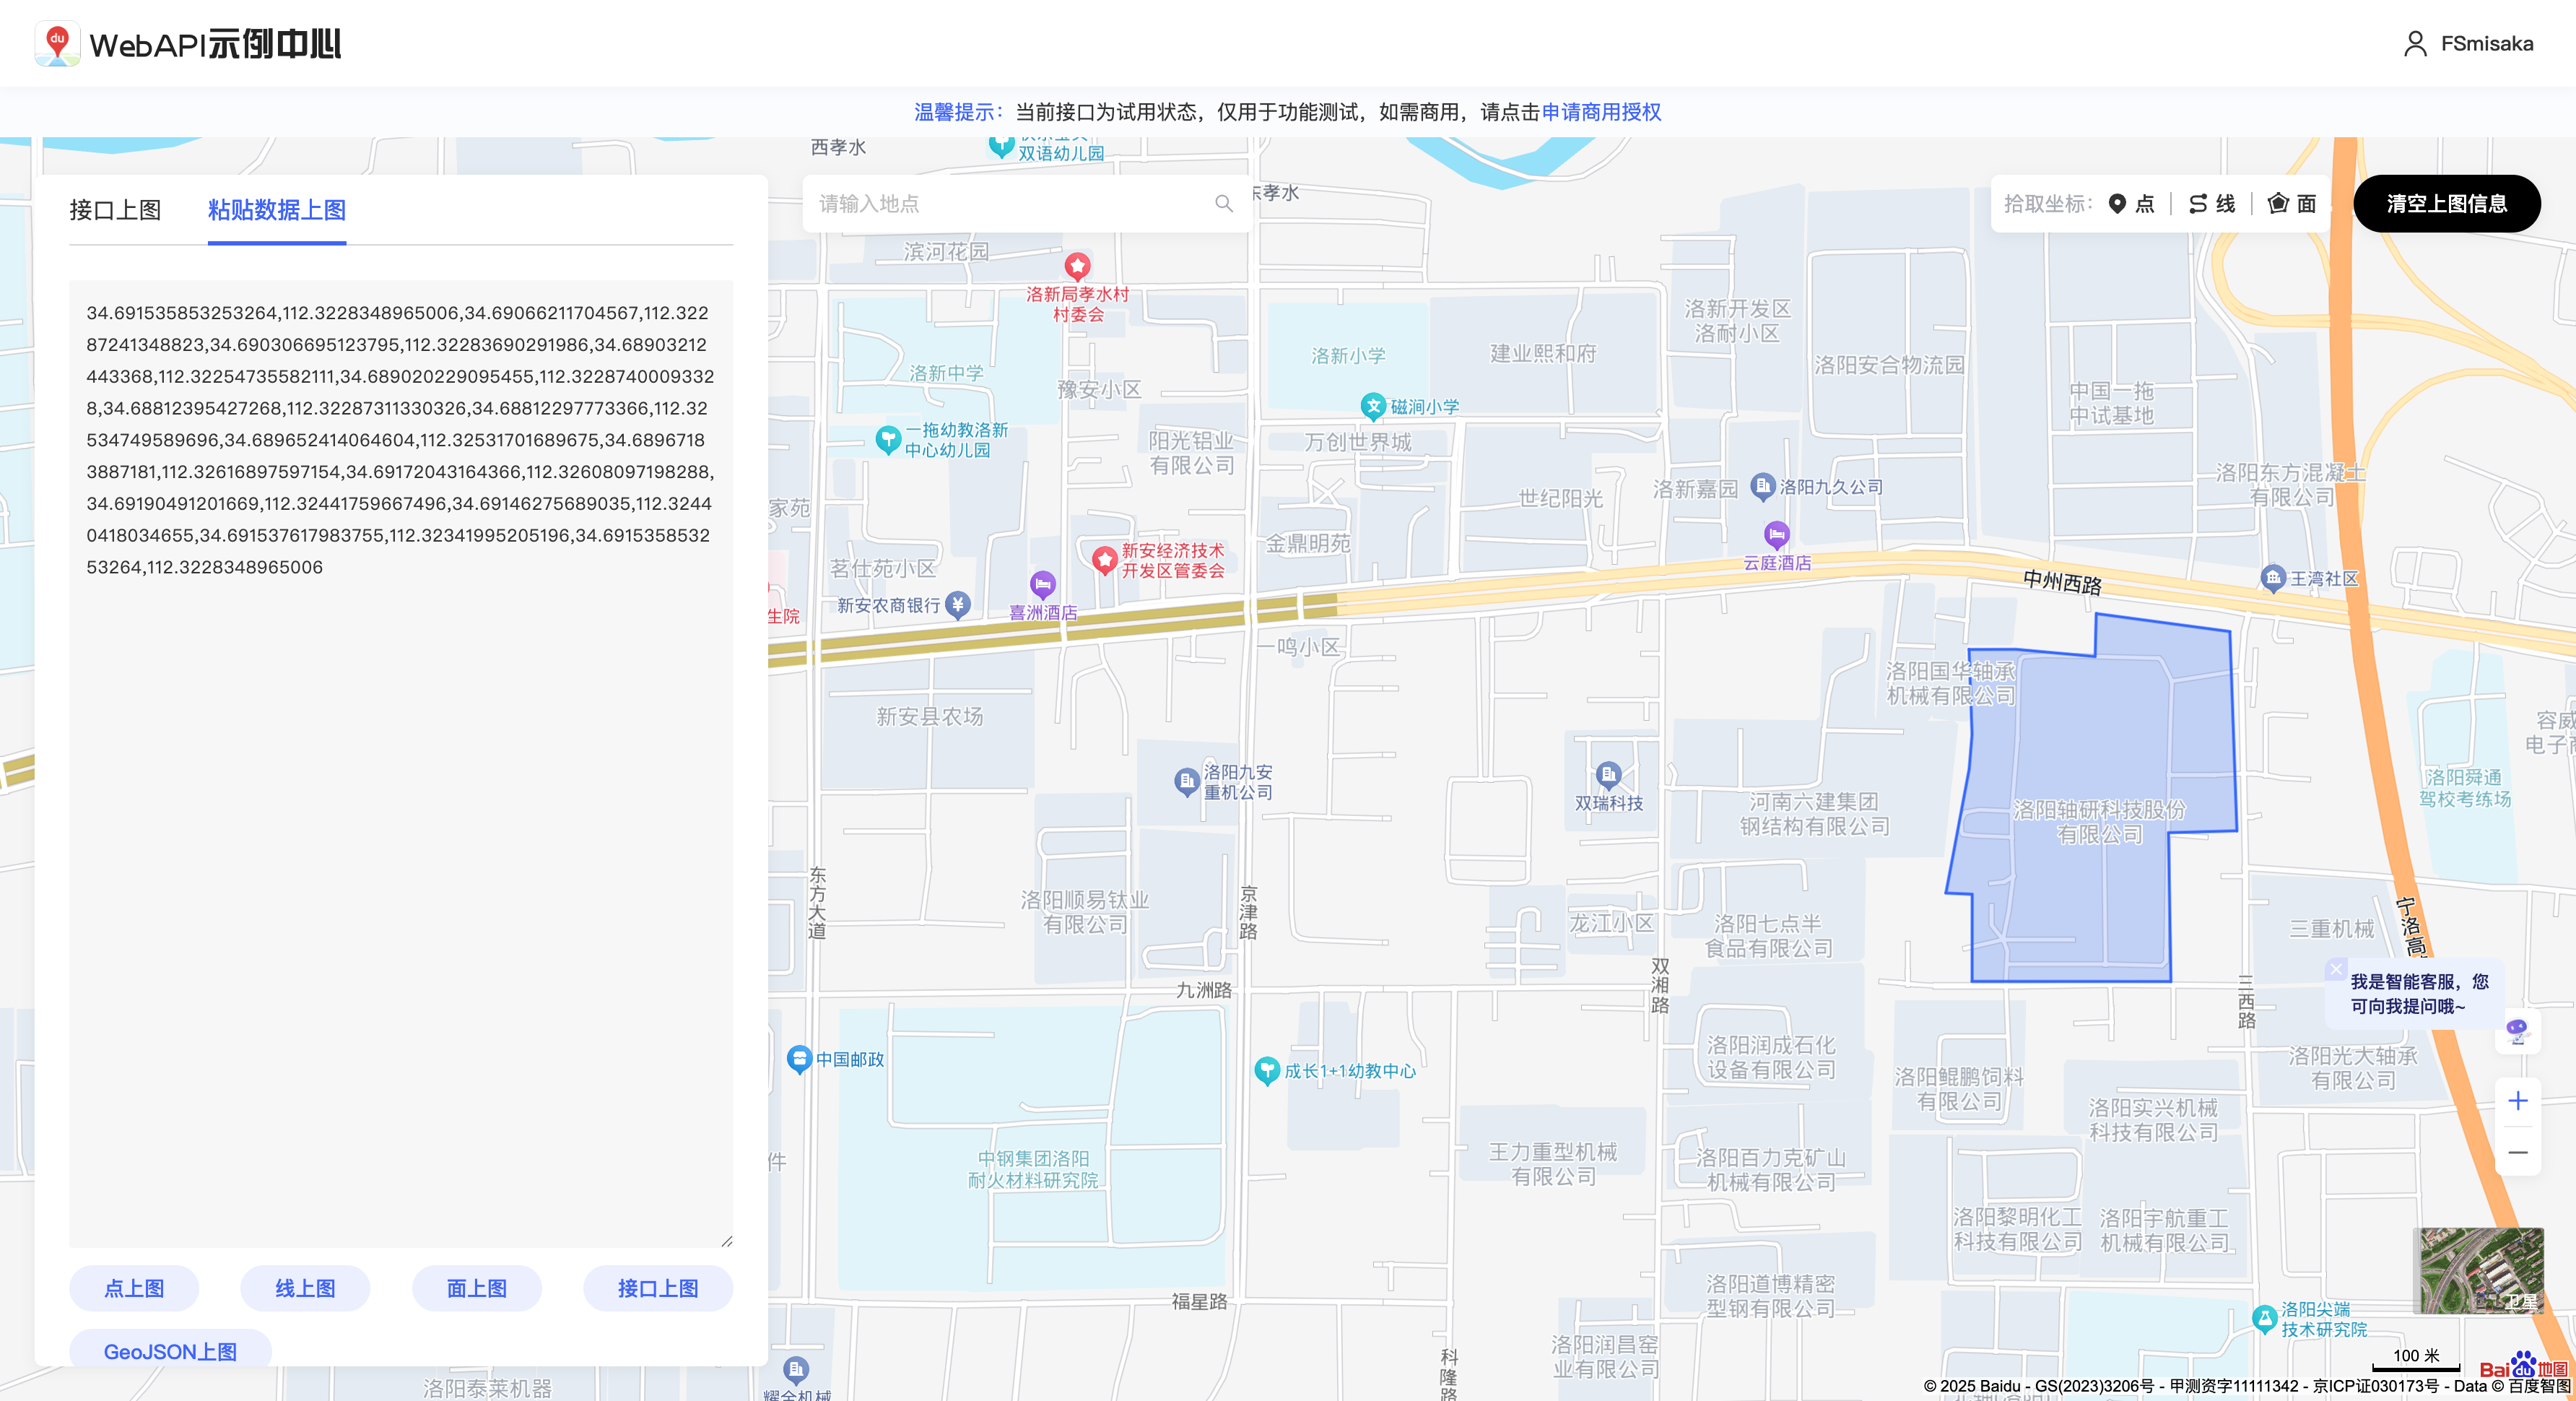 du WebAPI示例中心
FSmisaka
温馨提示：当前接口为试用状态，仅用于功能测试，如需商用，请点击申请商用授权
接口上图
粘贴数据上图
34.691535853253264,112.3228348965006,34.69066211704567,112.322
87241348823,34.690306695123795,112.32283690291986,34.68903212
443368,112.32254735582111,34.689020229095455,112.3228740009332
8,34.68812395427268,112.32287311330326,34.68812297773366,112.32
534749589696,34.689652414064604,112.32531701689675,34.6896718
3887181,112.32616897597154,34.69172043164366,112.32608097198288,
34.69190491201669,112.32441759667496,34.69146275689035,112.3244
0418034655,34.691537617983755,112.32341995205196,34.6915358532
53264,112.3228348965006
点上图
线上图
面上图
接口上图
GeoJSON上图
请输入地点
拾取坐标：
点
线
面
清空上图信息
西孝水
双语幼儿园
东孝水
滨河花园
洛新局孝水村
村委会
洛新中学
豫安小区
一拖幼教洛新
中心幼儿园
阳光铝业
有限公司
洛新小学
建业熙和府
磁涧小学
万创世界城
洛新开发区
洛耐小区
洛阳安合物流园
中国一拖
中试基地
洛阳东方混凝土
有限公司
家苑
世纪阳光
洛新嘉园
洛阳九久公司
金鼎明苑
云庭酒店
茗仕苑小区
新安经济技术
开发区管委会
新安农商银行
喜洲酒店
生院
中州西路
王湾社区
一鸣小区
新安县农场
洛阳国华轴承
机械有限公司
洛阳九安
重机公司
双瑞科技
河南六建集团
钢结构有限公司
洛阳轴研科技股份
有限公司
容威
电子商
洛阳舜通
驾校考练场
东方大道
洛阳顺易钛业
有限公司
京津路
龙江小区
洛阳七点半
食品有限公司
三重机械
宁洛高
双湘路
九洲路
三西路
我是智能客服，您
可向我提问哦~
中国邮政
成长1+1幼教中心
洛阳润成石化
设备有限公司
洛阳鲲鹏饲料
有限公司
洛阳光大轴承
有限公司
洛阳实兴机械
科技有限公司
件
中钢集团洛阳
耐火材料研究院
王力重型机械
有限公司
洛阳百力克矿山
机械有限公司
洛阳黎明化工
科技有限公司
洛阳宇航重工
机械有限公司
福星路
洛阳道博精密
型钢有限公司
洛阳润昌窑
业有限公司
科隆路
卫星
洛阳尖端
技术研究院
洛阳泰莱机器
耀全机械
100 米
Bai du 地图
© 2025 Baidu - GS(2023)3206号 - 甲测资字11111342 - 京ICP证030173号 - Data © 百度智图